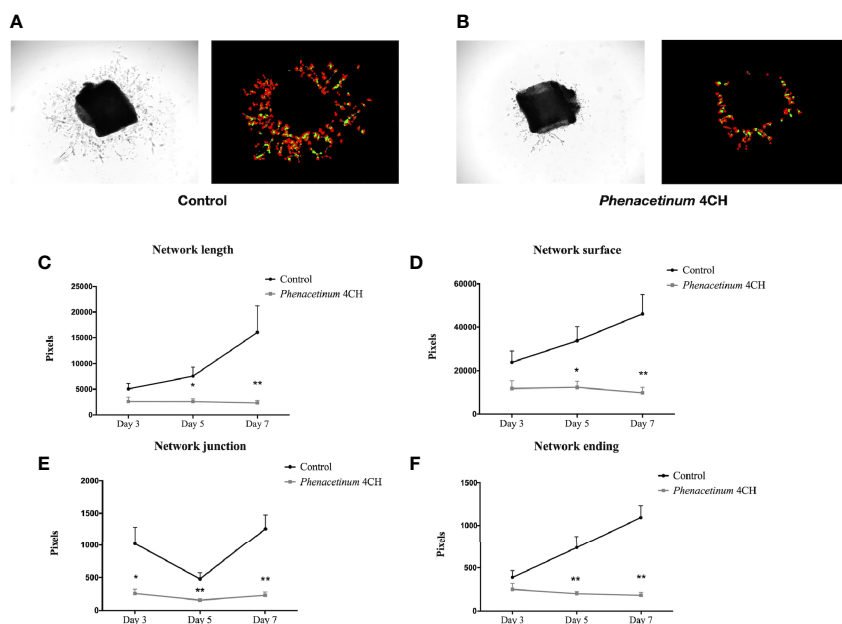 A
B
Control
Phenacetinum 4CH
C
Network length
Control
Phenacetinum 4CH
Pixels
25000
20000
15000
10000
5000
0
*
**
Day 3
Day 5
Day 7
D
Network surface
Control
Phenacetinum 4CH
Pixels
60000
40000
20000
0
*
**
Day 3
Day 5
Day 7
E
Network junction
Control
Phenacetinum 4CH
Pixels
2000
1500
1000
500
0
*
**
**
Day 3
Day 5
Day 7
F
Network ending
Control
Phenacetinum 4CH
Pixels
1500
1000
500
0
**
**
Day 3
Day 5
Day 7